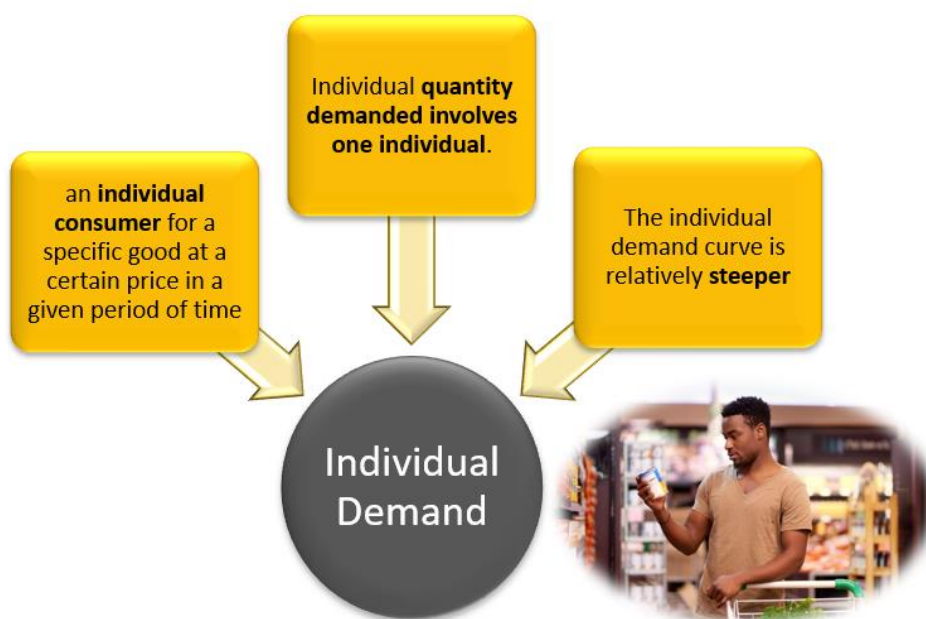 an individual
consumer for a
specific good at a
certain price in a
given period of time
Individual quantity
demanded involves
one individual.
The individual
demand curve is
relatively steeper
Individual
Demand